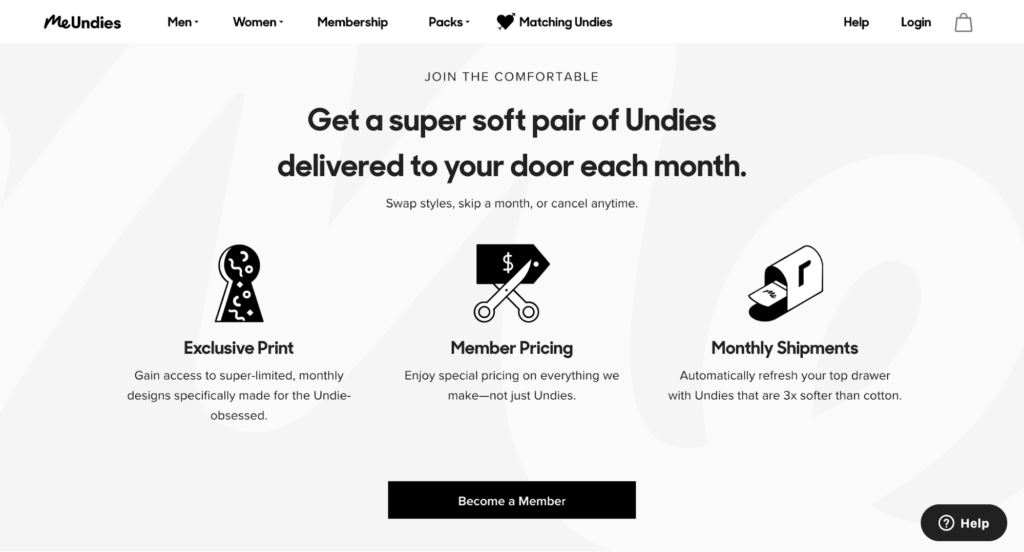 MeUndies Men Women Membership Packs Matching Undies Help Login
JOIN THE COMFORTABLE
Get a super soft pair of Undies
delivered to your door each month.
Swap styles, skip a month, or cancel anytime.
$
Me
Exclusive Print
Gain access to super-limited, monthly
designs specifically made for the Undie-
obsessed.
Member Pricing
Enjoy special pricing on everything we
make—not just Undies.
Monthly Shipments
Automatically refresh your top drawer
with Undies that are 3x softer than cotton.
Become a Member
? Help